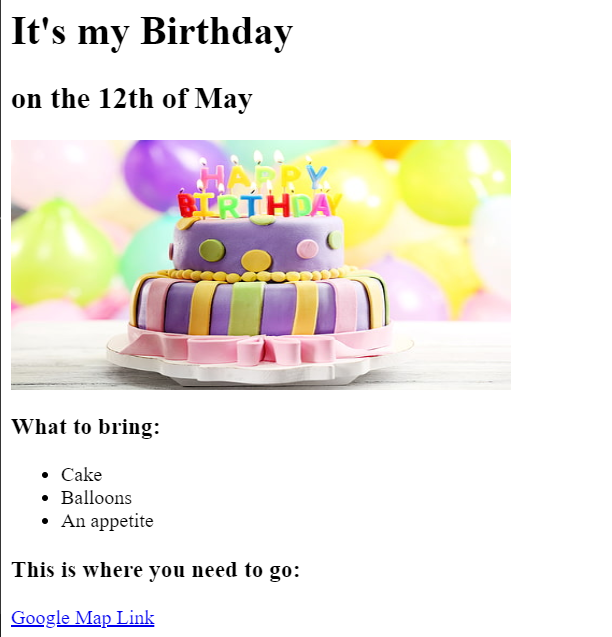 It's my Birthday
on the 12th of May
HAPPY
BIRTHDAY
What to bring:
Cake
Balloons
An appetite
This is where you need to go:
Google Map Link